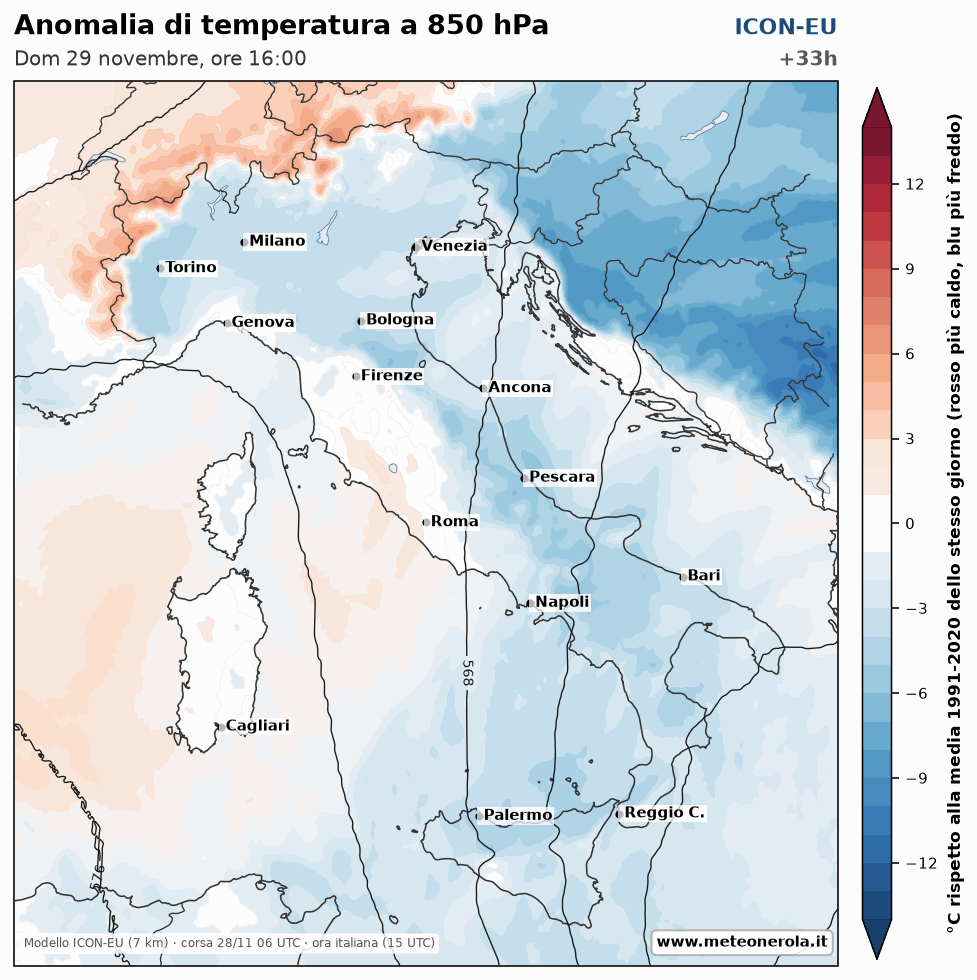 Anomalia di temperatura a 850 hPa
ICON-EU
Dom 29 novembre, ore 16:00
+33h
Milano
Venezia
Torino
Genova
Bologna
Firenze
Ancona
Pescara
Roma
Bari
Napoli
568
Cagliari
Palermo
Reggio C.
576
Modello ICON-EU (7 km) · corsa 28/11 06 UTC · ora italiana (15 UTC)
www.meteonerola.it
12
9
6
3
0
−3
−6
−9
−12
°C rispetto alla media 1991-2020 dello stesso giorno (rosso più caldo, blu più freddo)